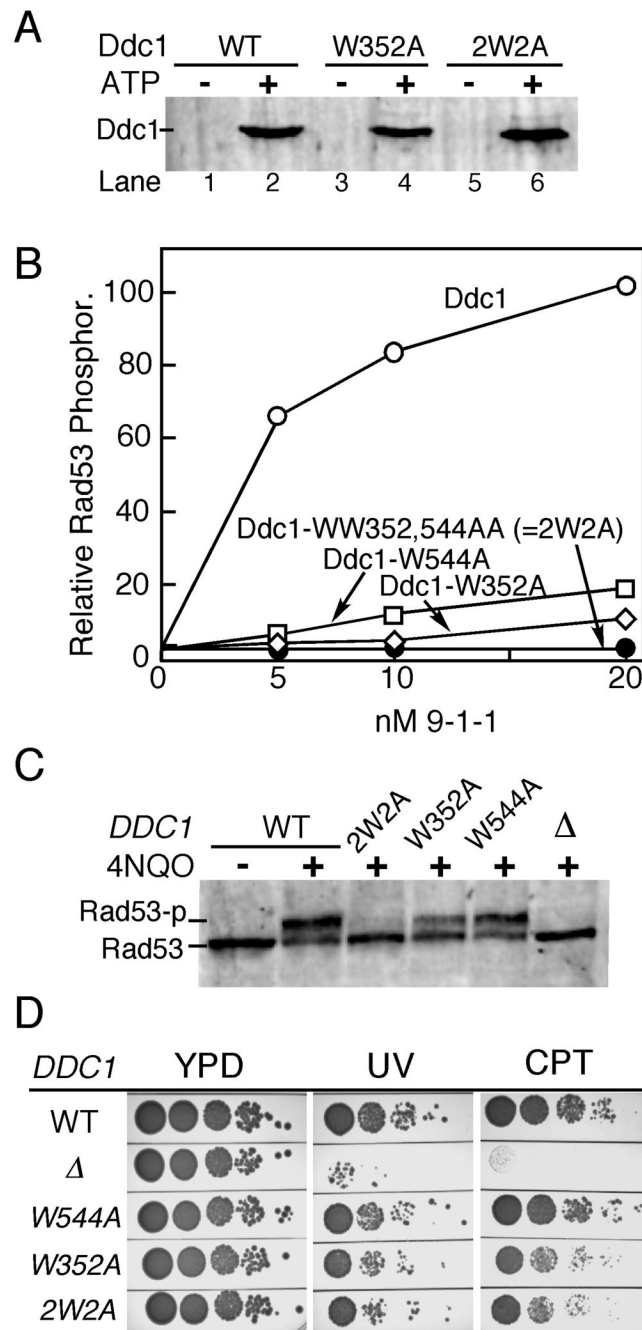 A
Ddc1 WT W352A 2W2A
ATP - + - + - +
Ddc1
Lane 1 2 3 4 5 6
B
Relative Rad53 Phosphor.
100
80
60
40
20
0
Ddc1
Ddc1-WW352,544AA (=2W2A)
Ddc1-W544A
Ddc1-W352A
0 5 10 20
nM 9-1-1
C
DDC1 WT 2W2A W352A W544A Δ
4NQO - + + + + +
Rad53-p
Rad53
D
DDC1 YPD UV CPT
WT
Δ
W544A
W352A
2W2A